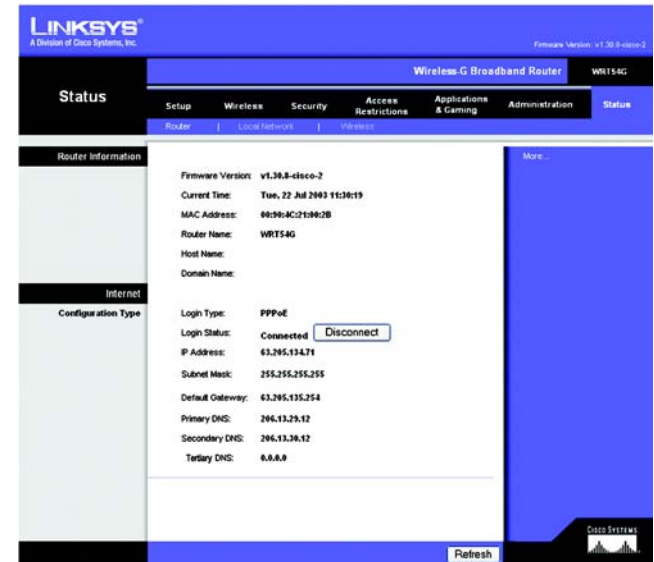 LINKSYS®
A Division of Cisco Systems, Inc.
Firmware Version: v1.30.8-cisco-2
Wireless-G Broadband Router WRT54G
Status
Setup Wireless Security Access Restrictions Applications & Gaming Administration Status
Router | Local Network | Wireless
Router Information
More...
Firmware Version: v1.30.8-cisco-2
Current Time: Tue, 22 Jul 2003 11:30:19
MAC Address: 00:90:4C:21:00:2B
Router Name: WRT54G
Host Name:
Domain Name:
Internet
Configuration Type
Login Type: PPPoE
Login Status: Connected Disconnect
IP Address: 63.205.134.71
Subnet Mask: 255.255.255.255
Default Gateway: 63.205.135.254
Primary DNS: 206.13.29.12
Secondary DNS: 206.13.30.12
Tertiary DNS: 0.0.0.0
Refresh
CISCO SYSTEMS